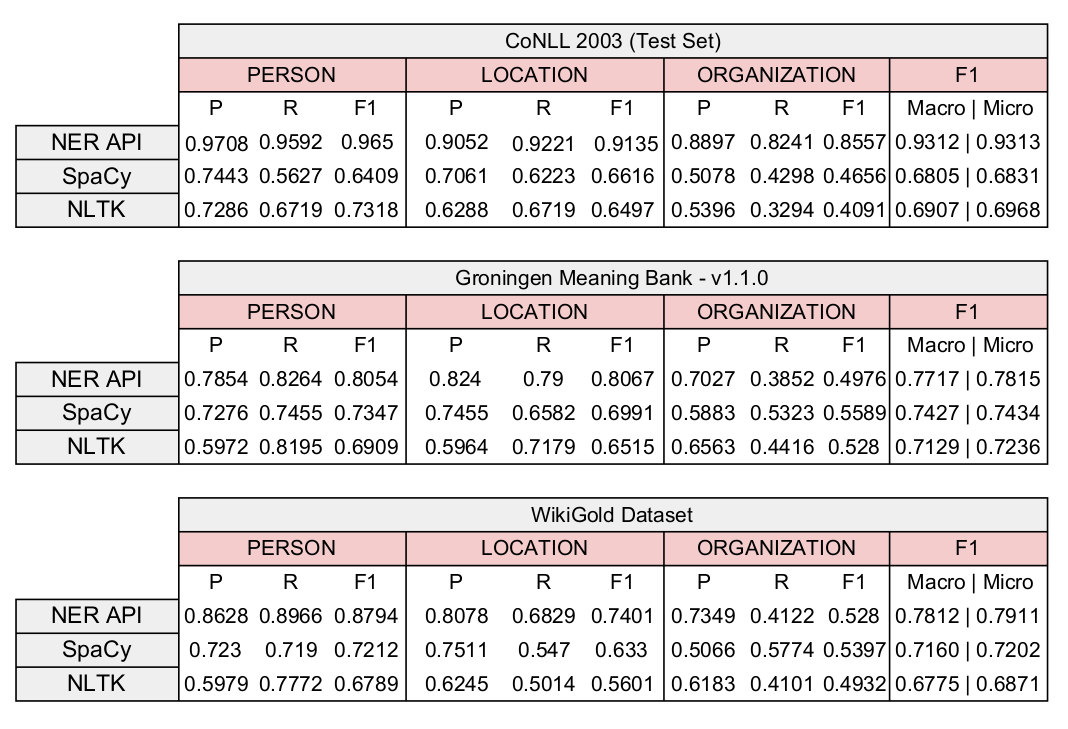 CoNLL 2003 (Test Set)
PERSON LOCATION ORGANIZATION F1
P R F1 P R F1 P R F1 Macro | Micro
NER API 0.9708 0.9592 0.965 0.9052 0.9221 0.9135 0.8897 0.8241 0.8557 0.9312 | 0.9313
SpaCy 0.7443 0.5627 0.6409 0.7061 0.6223 0.6616 0.5078 0.4298 0.4656 0.6805 | 0.6831
NLTK 0.7286 0.6719 0.7318 0.6288 0.6719 0.6497 0.5396 0.3294 0.4091 0.6907 | 0.6968
Groningen Meaning Bank - v1.1.0
PERSON LOCATION ORGANIZATION F1
P R F1 P R F1 P R F1 Macro | Micro
NER API 0.7854 0.8264 0.8054 0.824 0.79 0.8067 0.7027 0.3852 0.4976 0.7717 | 0.7815
SpaCy 0.7276 0.7455 0.7347 0.7455 0.6582 0.6991 0.5883 0.5323 0.5589 0.7427 | 0.7434
NLTK 0.5972 0.8195 0.6909 0.5964 0.7179 0.6515 0.6563 0.4416 0.528 0.7129 | 0.7236
WikiGold Dataset
PERSON LOCATION ORGANIZATION F1
P R F1 P R F1 P R F1 Macro | Micro
NER API 0.8628 0.8966 0.8794 0.8078 0.6829 0.7401 0.7349 0.4122 0.528 0.7812 | 0.7911
SpaCy 0.723 0.719 0.7212 0.7511 0.547 0.633 0.5066 0.5774 0.5397 0.7160 | 0.7202
NLTK 0.5979 0.7772 0.6789 0.6245 0.5014 0.5601 0.6183 0.4101 0.4932 0.6775 | 0.6871